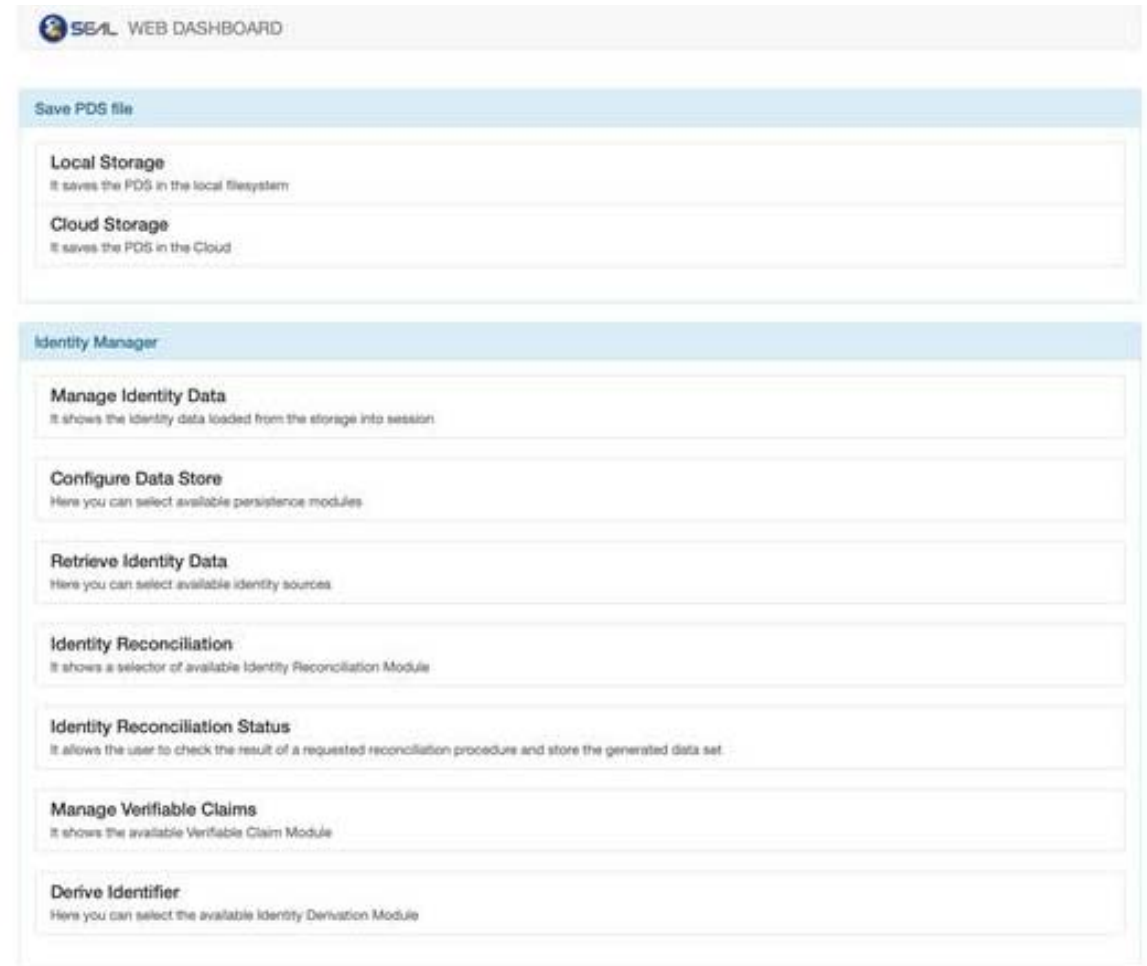 SEAL WEB DASHBOARD
Save PDS file
Local Storage
It saves the PDS in the local filesystem
Cloud Storage
It saves the PDS in the Cloud
Identity Manager
Manage Identity Data
It shows the identity data loaded from the storage into session
Configure Data Store
Here you can select available persistence modules
Retrieve Identity Data
Here you can select available identity sources
Identity Reconciliation
It shows a selector of available Identity Reconciliation Module
Identity Reconciliation Status
It allows the user to check the result of a requested reconciliation procedure and store the generated data set
Manage Verifiable Claims
It shows the available Verifiable Claim Module
Derive Identifier
Here you can select the available Identity Derivation Module